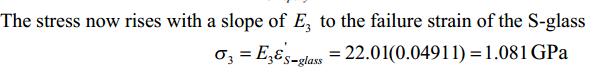 The stress now rises with a slope of E₃ to the failure strain of the S-glass
σ₃ = E₃ε'S-glass = 22.01(0.04911) = 1.081 GPa